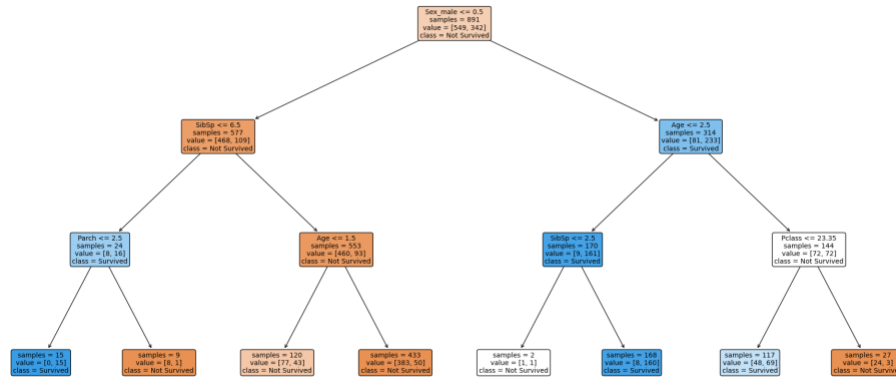 Sex_male <= 0.5
samples = 891
value = [549, 342]
class = Not Survived
SibSp <= 6.5
samples = 577
value = [468, 109]
class = Not Survived
Age <= 2.5
samples = 314
value = [81, 233]
class = Survived
Parch <= 2.5
samples = 24
value = [8, 16]
class = Survived
Age <= 1.5
samples = 553
value = [460, 93]
class = Not Survived
SibSp <= 2.5
samples = 170
value = [9, 161]
class = Survived
Pclass <= 23.35
samples = 144
value = [72, 72]
class = Not Survived
samples = 15
value = [0, 15]
class = Survived
samples = 9
value = [8, 1]
class = Not Survived
samples = 120
value = [77, 43]
class = Not Survived
samples = 433
value = [383, 50]
class = Not Survived
samples = 2
value = [1, 1]
class = Not Survived
samples = 168
value = [8, 160]
class = Survived
samples = 117
value = [48, 69]
class = Survived
samples = 27
value = [24, 3]
class = Not Survived